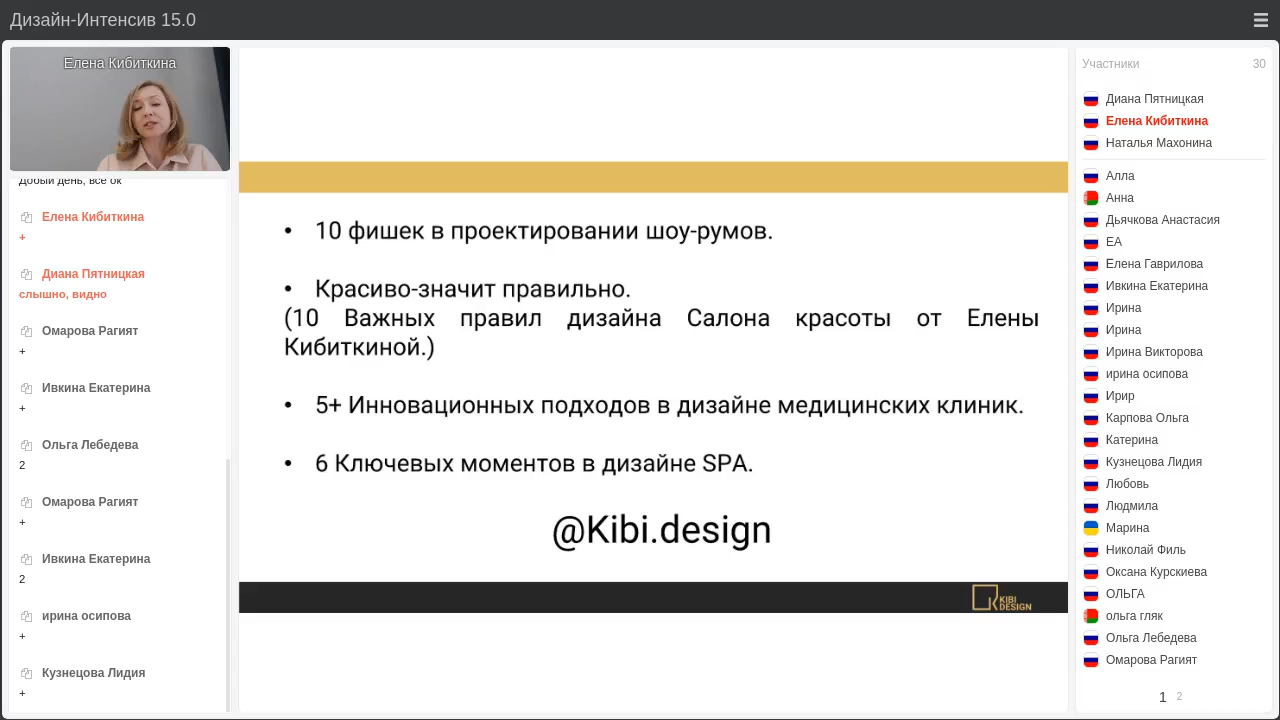 Дизайн-Интенсив 15.0
Елена Кибиткина
Добый день, все ок
Елена Кибиткина
+
Диана Пятницкая
слышно, видно
Омарова Рагият
+
Ивкина Екатерина
+
Ольга Лебедева
2
Омарова Рагият
+
Ивкина Екатерина
2
ирина осипова
+
Кузнецова Лидия
+
• 10 фишек в проектировании шоу-румов.
• Красиво-значит правильно.
(10 Важных правил дизайна Салона красоты от Елены
Кибиткиной.)
• 5+ Инновационных подходов в дизайне медицинских клиник.
• 6 Ключевых моментов в дизайне SPA.
@Kibi.design
KIBI
DESIGN
Участники 30
Диана Пятницкая
Елена Кибиткина
Наталья Махонина
Алла
Анна
Дьячкова Анастасия
ЕА
Елена Гаврилова
Ивкина Екатерина
Ирина
Ирина
Ирина Викторова
ирина осипова
Ирир
Карпова Ольга
Катерина
Кузнецова Лидия
Любовь
Людмила
Марина
Николай Филь
Оксана Курскиева
ОЛЬГА
ольга гляк
Ольга Лебедева
Омарова Рагият
1 2